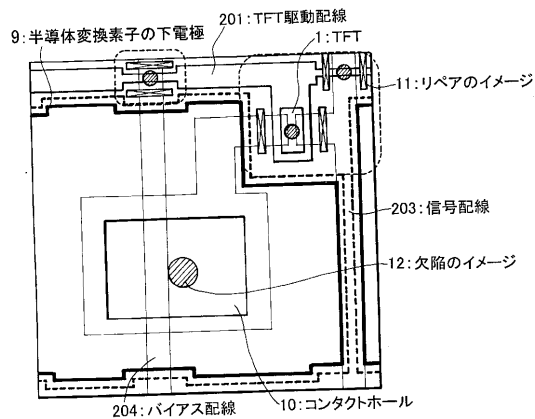 9:半導体変換素子の下電極
201:TFT駆動配線
1:TFT
11:リペアのイメージ
203:信号配線
12:欠陥のイメージ
204:バイアス配線
10:コンタクトホール